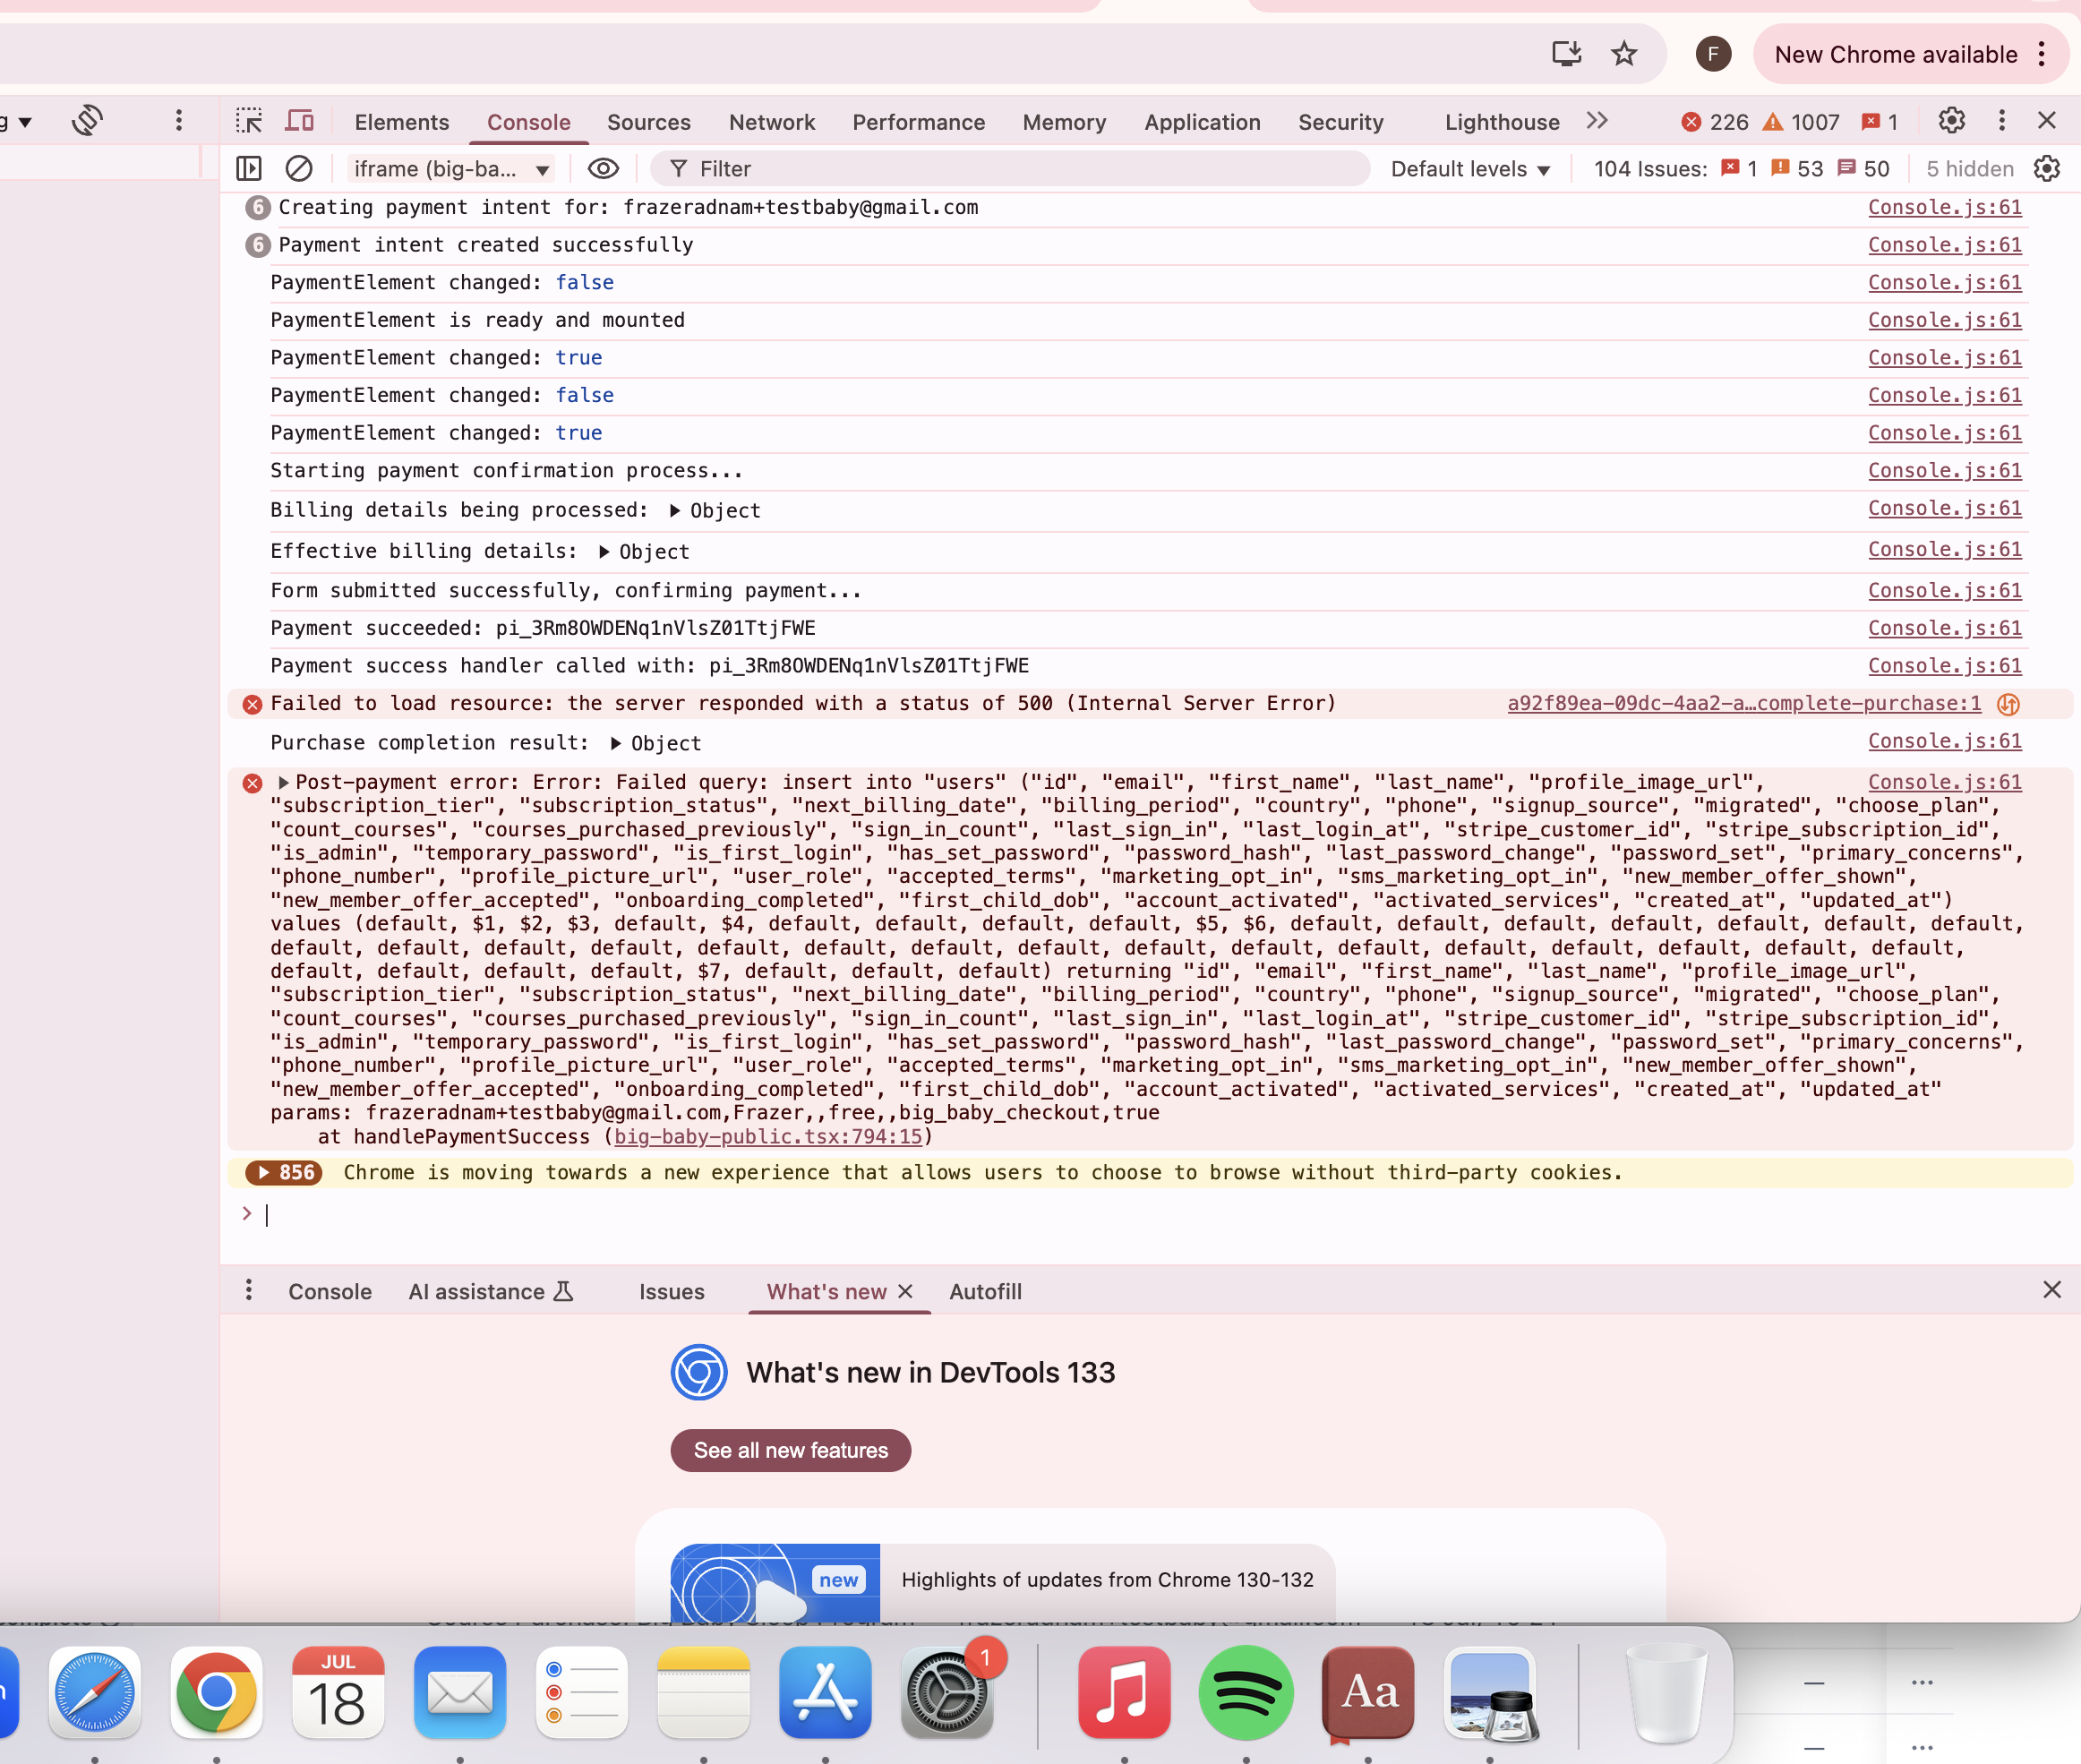 F
New Chrome available
g
Elements
Console
Sources
Network
Performance
Memory
Application
Security
Lighthouse
226
1007
1
iframe (big-ba...
Filter
Default levels
104 Issues:
1
53
50
5 hidden
6 Creating payment intent for: frazeradnam+testbaby@gmail.com Console.js:61
6 Payment intent created successfully Console.js:61
PaymentElement changed: false Console.js:61
PaymentElement is ready and mounted Console.js:61
PaymentElement changed: true Console.js:61
PaymentElement changed: false Console.js:61
PaymentElement changed: true Console.js:61
Starting payment confirmation process... Console.js:61
Billing details being processed: Object Console.js:61
Effective billing details: Object Console.js:61
Form submitted successfully, confirming payment... Console.js:61
Payment succeeded: pi_3Rm8OWDENq1nVlsZ01TtjFWE Console.js:61
Payment success handler called with: pi_3Rm8OWDENq1nVlsZ01TtjFWE Console.js:61
Failed to load resource: the server responded with a status of 500 (Internal Server Error) a92f89ea-09dc-4aa2-a…complete-purchase:1
Purchase completion result: Object Console.js:61
Post-payment error: Error: Failed query: insert into "users" ("id", "email", "first_name", "last_name", "profile_image_url", Console.js:61
"subscription_tier", "subscription_status", "next_billing_date", "billing_period", "country", "phone", "signup_source", "migrated", "choose_plan",
"count_courses", "courses_purchased_previously", "sign_in_count", "last_sign_in", "last_login_at", "stripe_customer_id", "stripe_subscription_id",
"is_admin", "temporary_password", "is_first_login", "has_set_password", "password_hash", "last_password_change", "password_set", "primary_concerns",
"phone_number", "profile_picture_url", "user_role", "accepted_terms", "marketing_opt_in", "sms_marketing_opt_in", "new_member_offer_shown",
"new_member_offer_accepted", "onboarding_completed", "first_child_dob", "account_activated", "activated_services", "created_at", "updated_at")
values (default, $1, $2, $3, default, $4, default, default, default, default, $5, $6, default, default, default, default, default, default, default,
default, default, default, default, default, default, default, default, default, default, default, default, default, default, default, default,
default, default, default, default, $7, default, default, default) returning "id", "email", "first_name", "last_name", "profile_image_url",
"subscription_tier", "subscription_status", "next_billing_date", "billing_period", "country", "phone", "signup_source", "migrated", "choose_plan",
"count_courses", "courses_purchased_previously", "sign_in_count", "last_sign_in", "last_login_at", "stripe_customer_id", "stripe_subscription_id",
"is_admin", "temporary_password", "is_first_login", "has_set_password", "password_hash", "last_password_change", "password_set", "primary_concerns",
"phone_number", "profile_picture_url", "user_role", "accepted_terms", "marketing_opt_in", "sms_marketing_opt_in", "new_member_offer_shown",
"new_member_offer_accepted", "onboarding_completed", "first_child_dob", "account_activated", "activated_services", "created_at", "updated_at"
params: frazeradnam+testbaby@gmail.com,Frazer,,free,,big_baby_checkout,true
at handlePaymentSuccess (big-baby-public.tsx:794:15)
856 Chrome is moving towards a new experience that allows users to choose to browse without third-party cookies.
>
Console
AI assistance
Issues
What's new
Autofill
What's new in DevTools 133
See all new features
new
Highlights of updates from Chrome 130-132
JUL
18
1
Aa